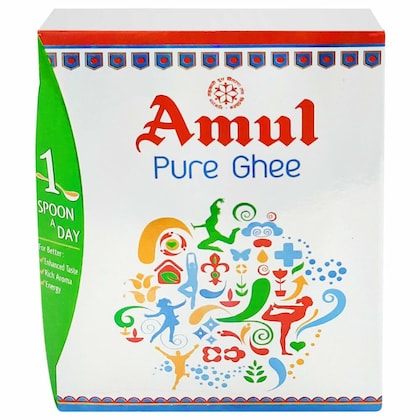 Amul
Pure Ghee
1
SPOON
A
DAY
For Better:
✓Enhanced Taste
✓Rich Aroma
✓Energy